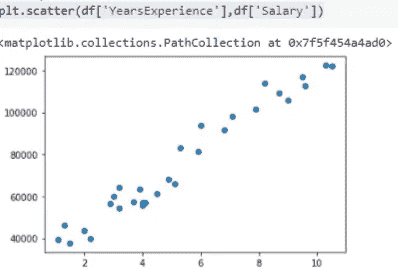 plt.scatter(df['YearsExperience'],df['Salary'])
<matplotlib.collections.PathCollection at 0x7f5f454a4ad0>
120000
100000
80000
60000
40000
2 4 6 8 10